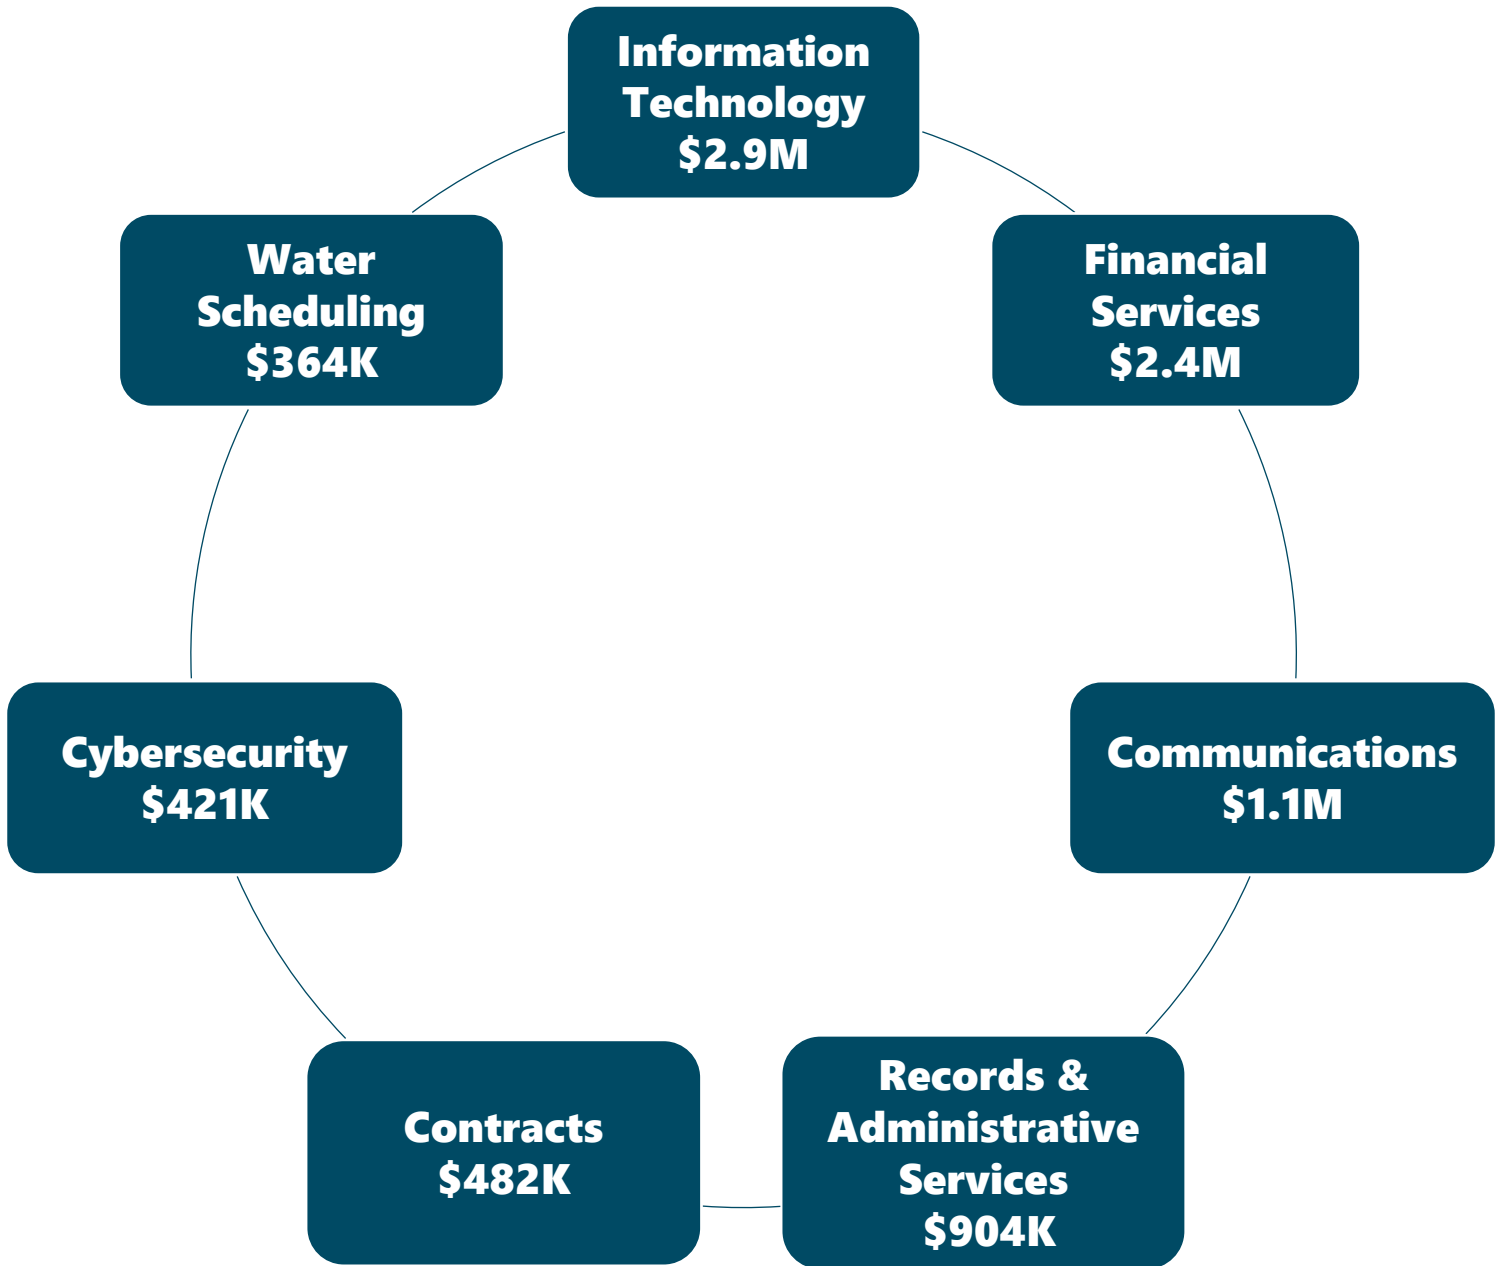 Information
Technology
$2.9M
Financial
Services
$2.4M
Communications
$1.1M
Records &
Administrative
Services
$904K
Contracts
$482K
Cybersecurity
$421K
Water
Scheduling
$364K